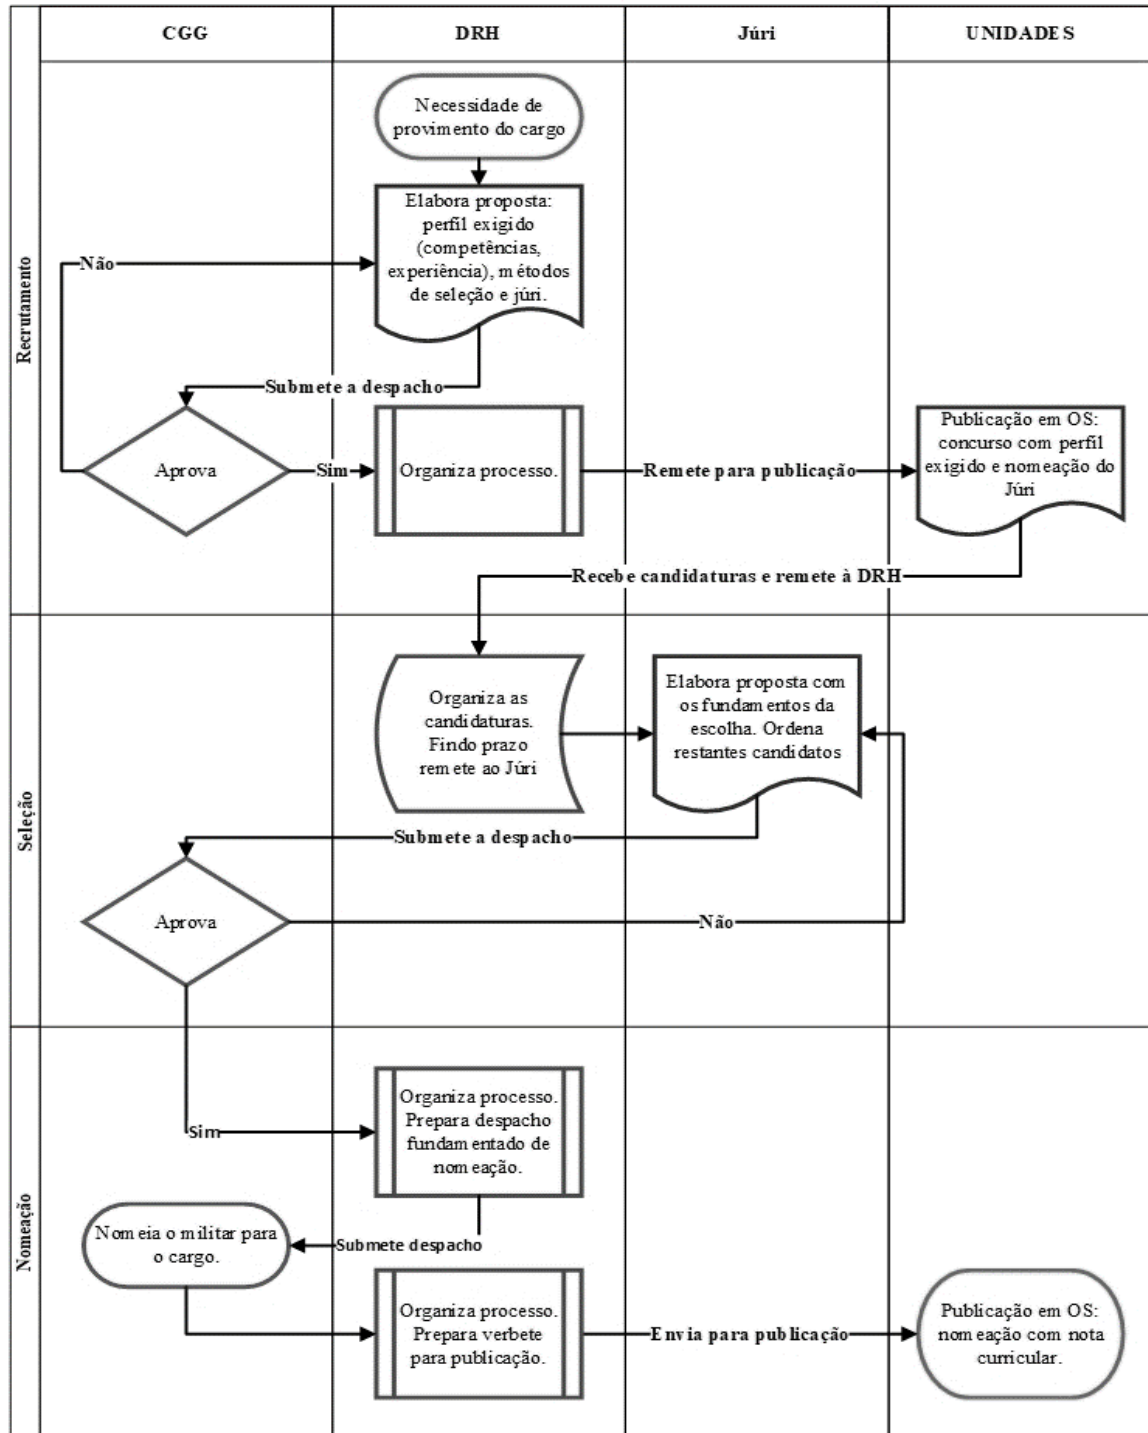 CGG
DRH
Júri
UNIDADES
Recrutamento
Necessidade de
provimento do cargo
Elabora proposta:
perfil exigido
(competências,
experiência), métodos
de seleção e júri.
Não
Submete a despacho
Aprova
Sim
Organiza processo.
Remete para publicação
Publicação em OS:
concurso com perfil
exigido e nomeação do
Júri
Recebe candidaturas e remete à DRH
Seleção
Organiza as
candidaturas.
Findo prazo
remete ao Júri
Elabora proposta com
os fundamentos da
escolha. Ordena
restantes candidatos
Submete a despacho
Aprova
Não
Nomeação
Sim
Organiza processo.
Prepara despacho
fundamentado de
nomeação.
Submete despacho
Nomeia o militar para
o cargo.
Organiza processo.
Prepara verbete
para publicação.
Envia para publicação
Publicação em OS:
nomeação com nota
curricular.